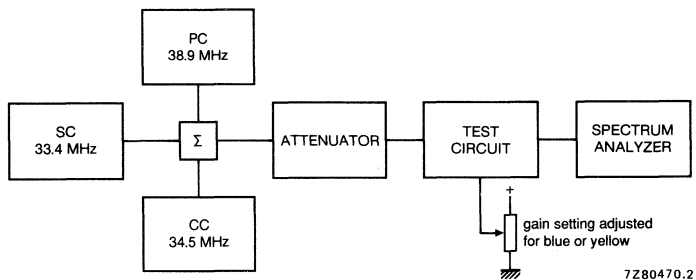 PC
38.9 MHz
SC
33.4 MHz
Σ
ATTENUATOR
TEST
CIRCUIT
SPECTRUM
ANALYZER
CC
34.5 MHz
+
gain setting adjusted
for blue or yellow
7Z80470.2